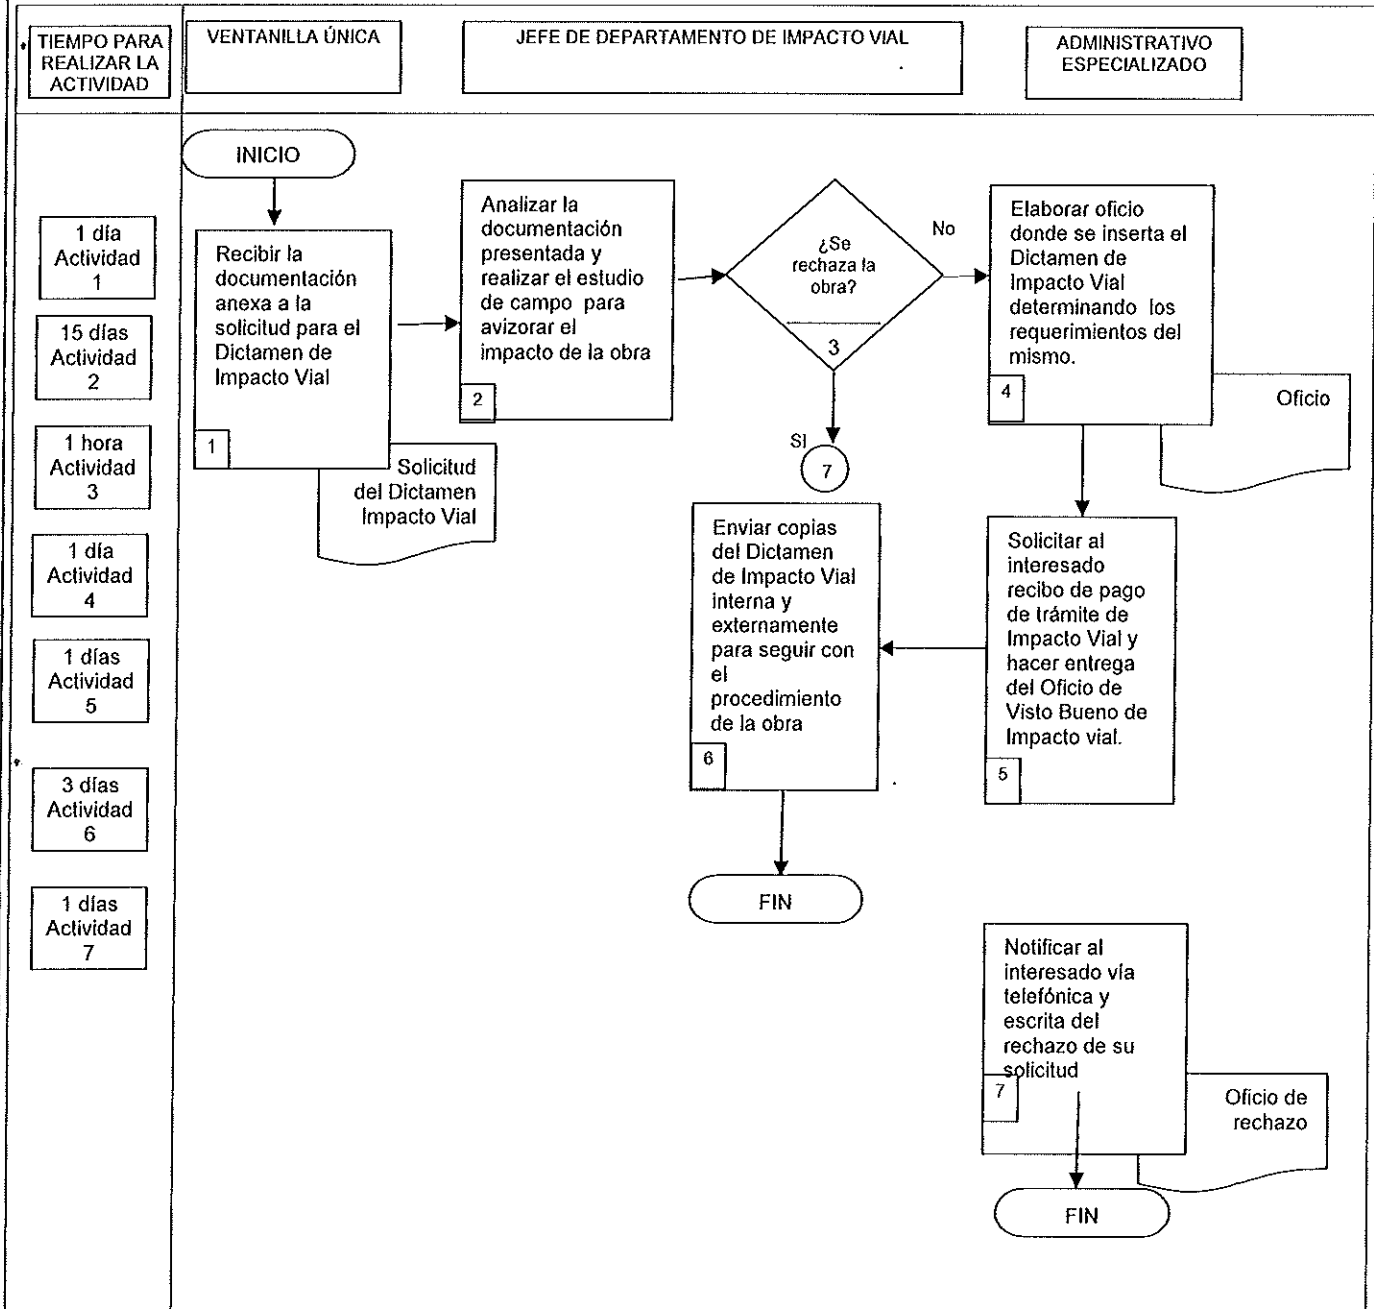 TIEMPO PARA
REALIZAR LA
ACTIVIDAD
VENTANILLA ÚNICA
JEFE DE DEPARTAMENTO DE IMPACTO VIAL
ADMINISTRATIVO
ESPECIALIZADO
1 día
Actividad
1
15 días
Actividad
2
1 hora
Actividad
3
1 día
Actividad
4
1 días
Actividad
5
3 días
Actividad
6
1 días
Actividad
7
INICIO
Recibir la
documentación
anexa a la
solicitud para el
Dictamen de
Impacto Vial
1
Solicitud
del Dictamen
Impacto Vial
Analizar la
documentación
presentada y
realizar el estudio
de campo para
avizorar el
impacto de la obra
2
¿Se
rechaza la
obra?
3
No
SI
7
Elaborar oficio
donde se inserta el
Dictamen de
Impacto Vial
determinando los
requerimientos del
mismo.
4
Oficio
Solicitar al
interesado
recibo de pago
de trámite de
Impacto Vial y
hacer entrega
del Oficio de
Visto Bueno de
Impacto vial.
5
Enviar copias
del Dictamen
de Impacto Vial
interna y
externamente
para seguir con
el
procedimiento
de la obra
6
FIN
Notificar al
interesado vía
telefónica y
escrita del
rechazo de su
solicitud
7
Oficio de
rechazo
FIN